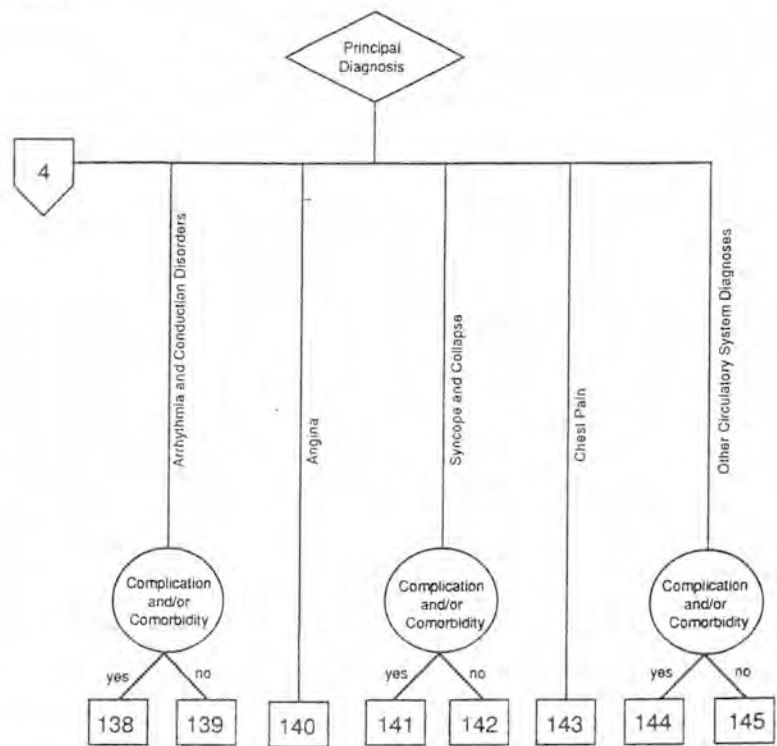 Principal
Diagnosis
4
Arrhythmia and Conduction Disorders
Angina
Syncope and Collapse
Chest Pain
Other Circulatory System Diagnoses
Complication
and/or
Comorbidity
Complication
and/or
Comorbidity
Complication
and/or
Comorbidity
yes no yes no yes no
138 139 140 141 142 143 144 145